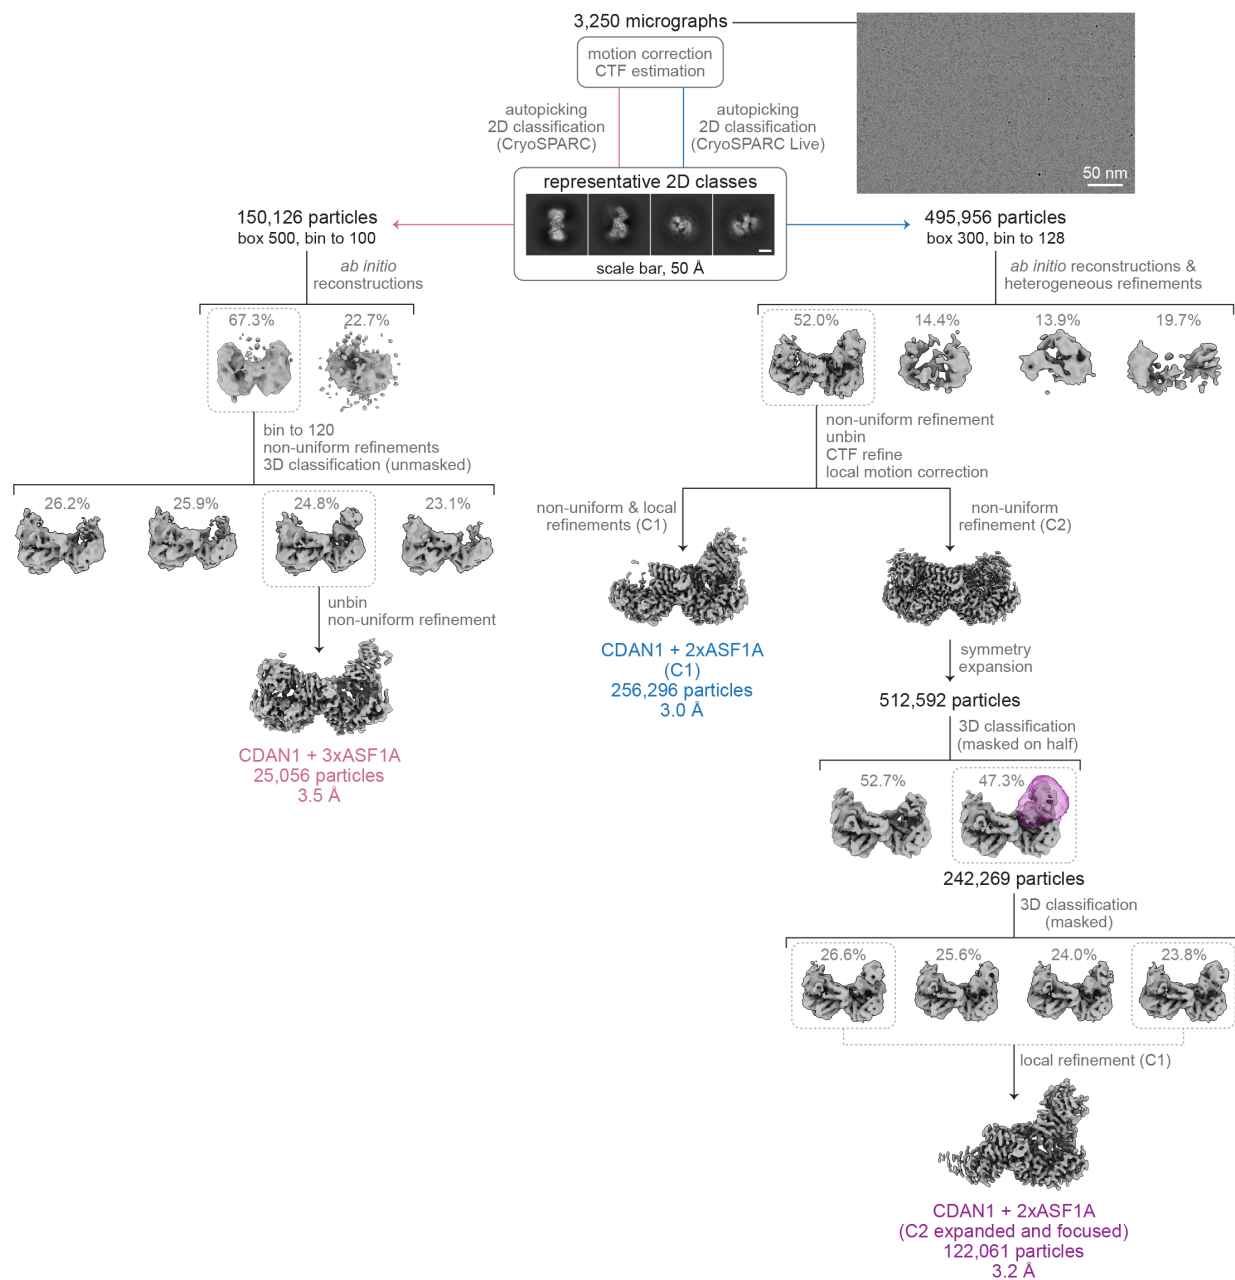 3,250 micrographs
motion correction
CTF estimation
autopicking
2D classification
(CryoSPARC)
autopicking
2D classification
(CryoSPARC Live)
50 nm
representative 2D classes
scale bar, 50 Å
150,126 particles
box 500, bin to 100
495,956 particles
box 300, bin to 128
ab initio
reconstructions
67.3%
22.7%
bin to 120
non-uniform refinements
3D classification (unmasked)
26.2%
25.9%
24.8%
23.1%
unbin
non-uniform refinement
CDAN1 + 3xASF1A
25,056 particles
3.5 Å
ab initio reconstructions &
heterogeneous refinements
52.0%
14.4%
13.9%
19.7%
non-uniform refinement
unbin
CTF refine
local motion correction
non-uniform & local
refinements (C1)
non-uniform
refinement (C2)
CDAN1 + 2xASF1A
(C1)
256,296 particles
3.0 Å
symmetry
expansion
512,592 particles
3D classification
(masked on half)
52.7%
47.3%
242,269 particles
3D classification
(masked)
26.6%
25.6%
24.0%
23.8%
local refinement (C1)
CDAN1 + 2xASF1A
(C2 expanded and focused)
122,061 particles
3.2 Å